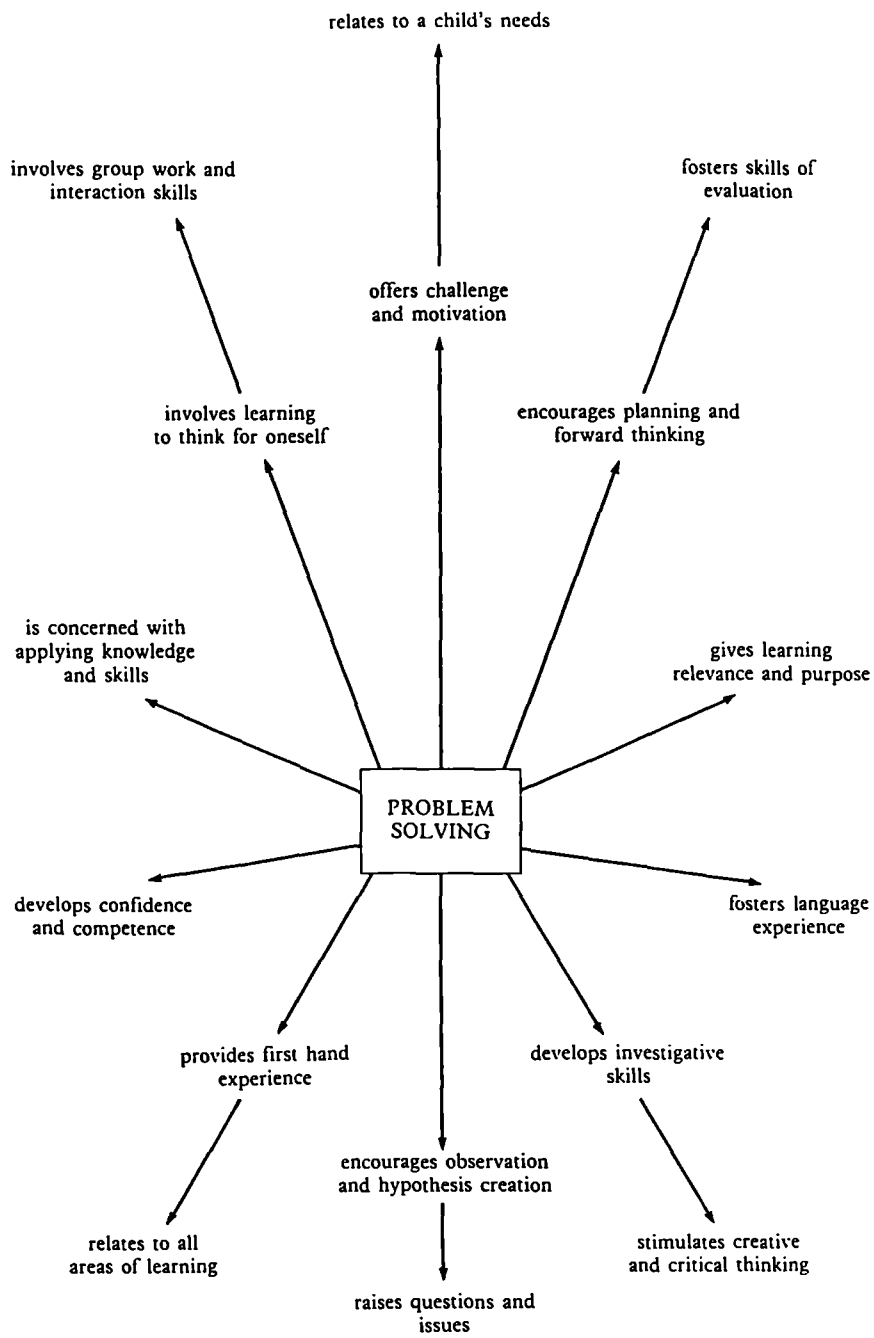 relates to a child's needs
involves group work and
interaction skills
fosters skills of
evaluation
offers challenge
and motivation
involves learning
to think for oneself
encourages planning and
forward thinking
is concerned with
applying knowledge
and skills
gives learning
relevance and purpose
PROBLEM
SOLVING
develops confidence
and competence
fosters language
experience
provides first hand
experience
develops investigative
skills
encourages observation
and hypothesis creation
relates to all
areas of learning
stimulates creative
and critical thinking
raises questions and
issues